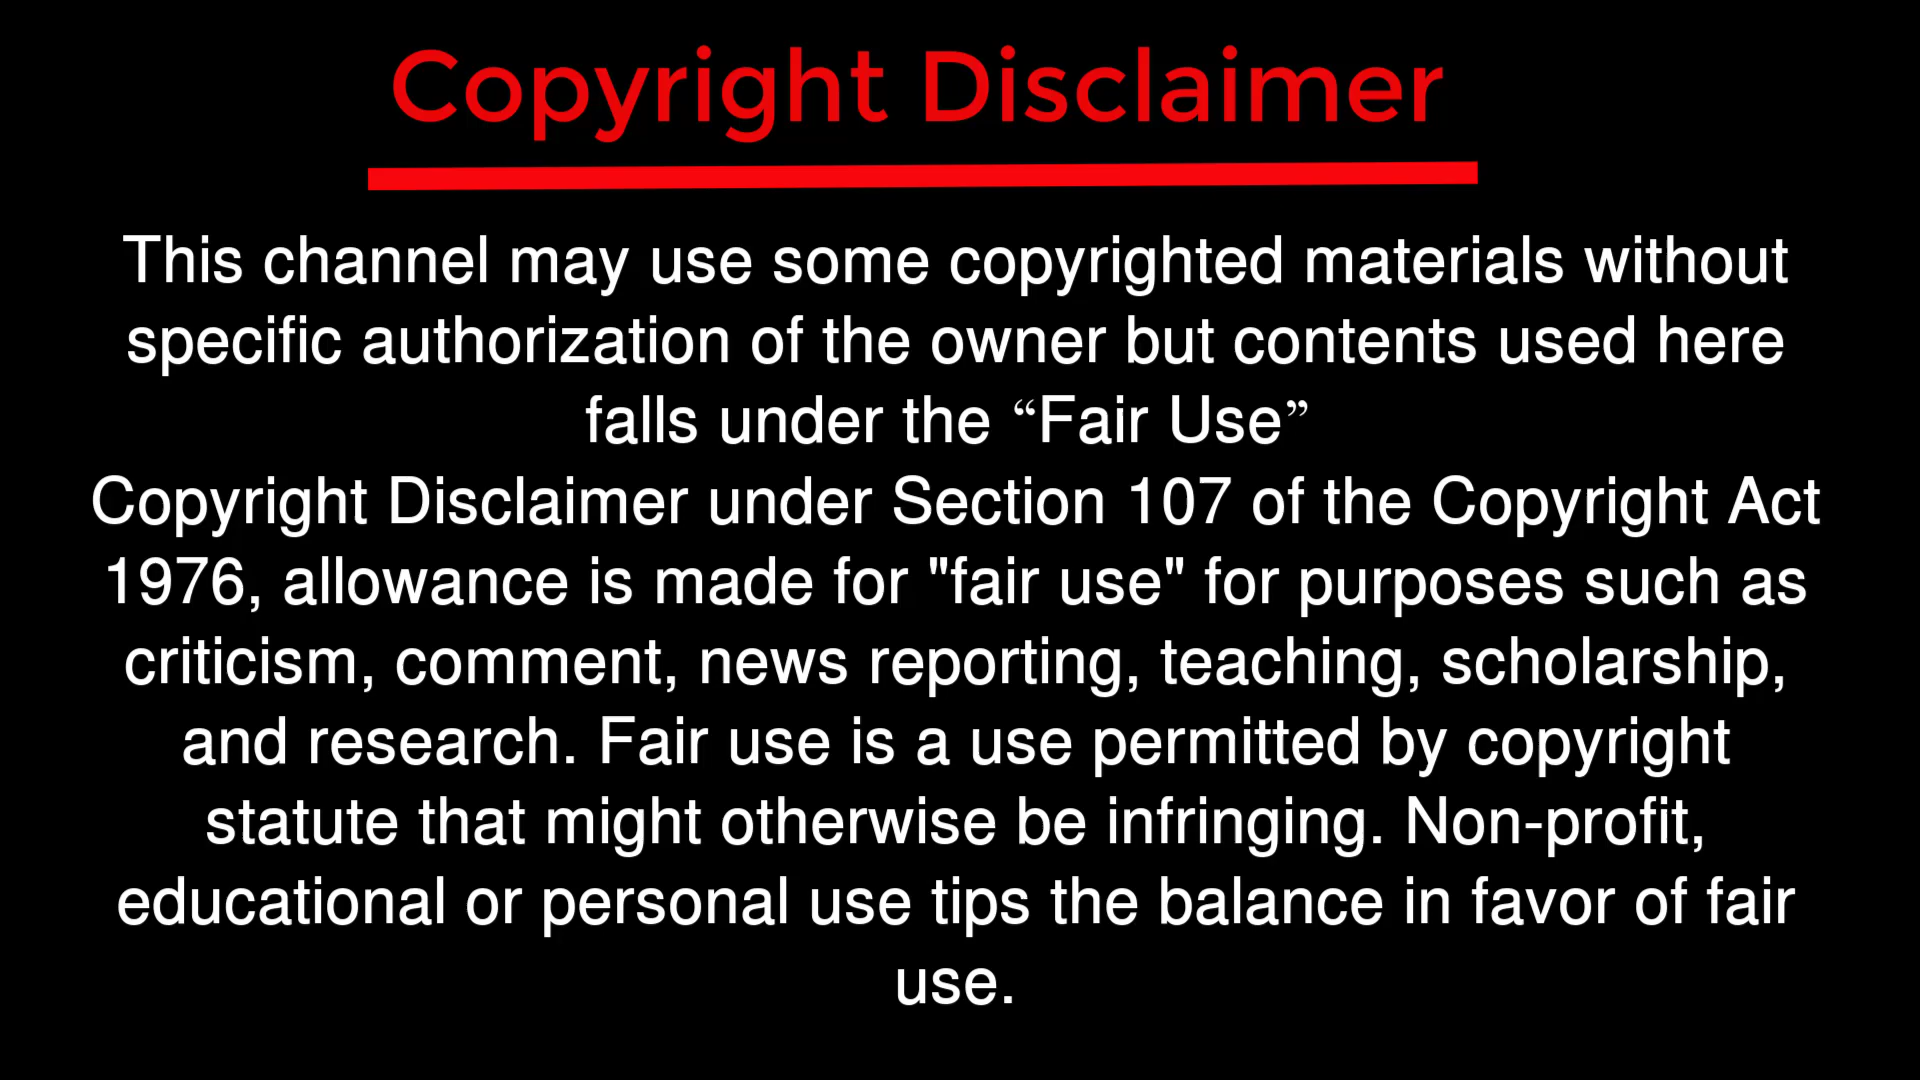 Copyright Disclaimer
This channel may use some copyrighted materials without
specific authorization of the owner but contents used here
falls under the “Fair Use”
Copyright Disclaimer under Section 107 of the Copyright Act
1976, allowance is made for "fair use" for purposes such as
criticism, comment, news reporting, teaching, scholarship,
and research. Fair use is a use permitted by copyright
statute that might otherwise be infringing. Non-profit,
educational or personal use tips the balance in favor of fair
use.